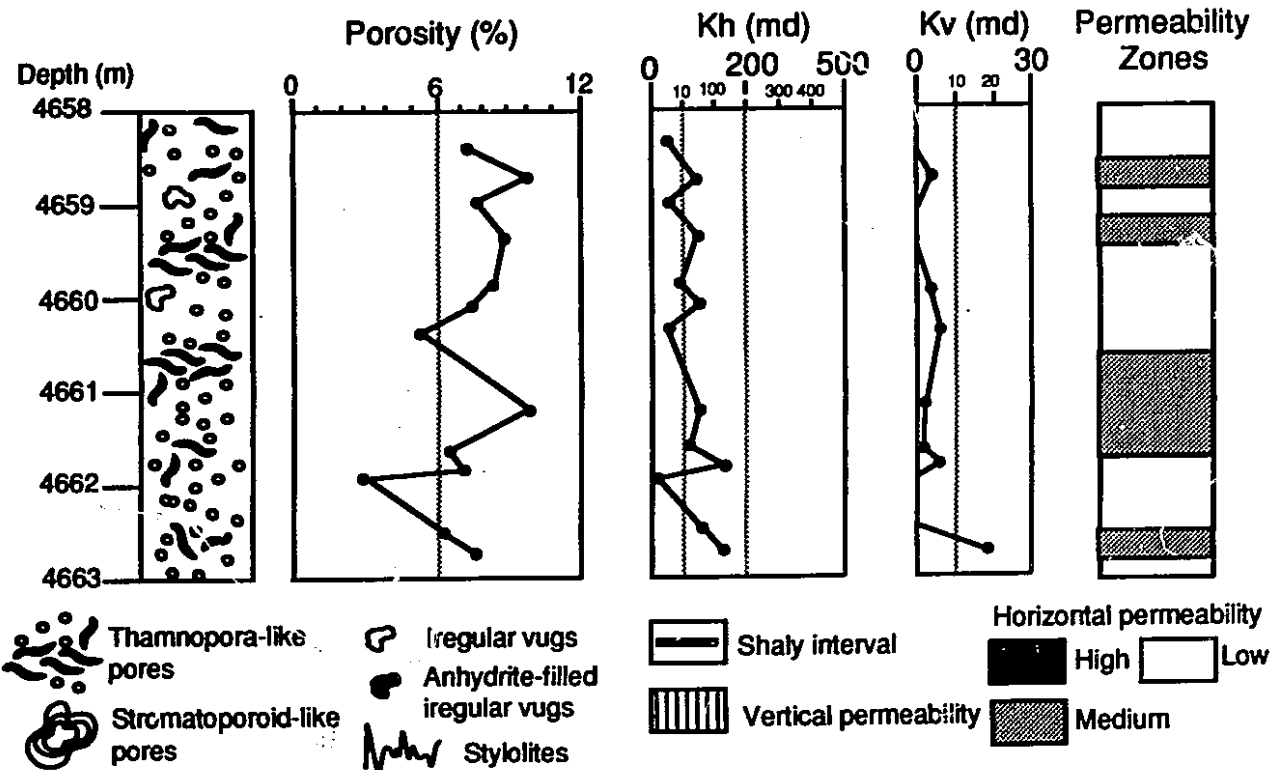 Porosity (%)
Kh (md)
Kv (md)
Permeability
Zones
Depth (m)
0
6
12
0
200
500
10
100
300
400
0
30
10
20
4658
4659
4660
4661
4662
4663
Thamnopora-like
pores
Stromatoporoid-like
pores
Irregular vugs
Anhydrite-filled
iregular vugs
Stylolites
Shaly interval
Vertical permeability
Horizontal permeability
High
Low
Medium